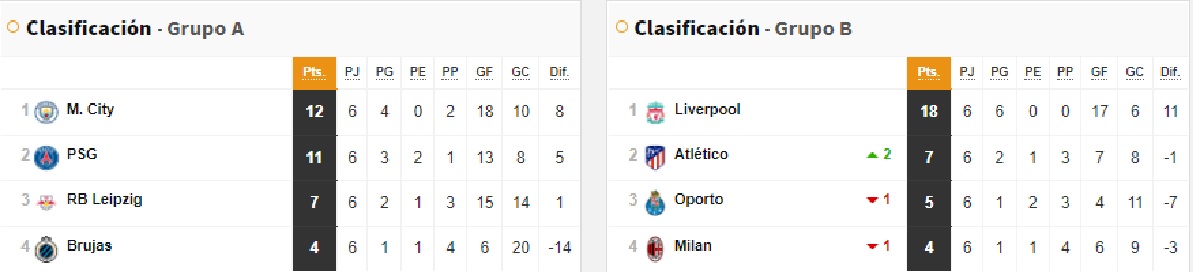 Clasificación - Grupo A
Pts. PJ PG PE PP GF GC Dif.
1 M. City 12 6 4 0 2 18 10 8
2 PSG 11 6 3 2 1 13 8 5
3 RB Leipzig 7 6 2 1 3 15 14 1
4 Brujas 4 6 1 1 4 6 20 -14
Clasificación - Grupo B
Pts. PJ PG PE PP GF GC Dif.
1 Liverpool 18 6 6 0 0 17 6 11
2 Atlético 2 7 6 2 1 3 7 8 -1
3 Oporto 1 5 6 1 2 3 4 11 -7
4 Milan 1 4 6 1 1 4 6 9 -3